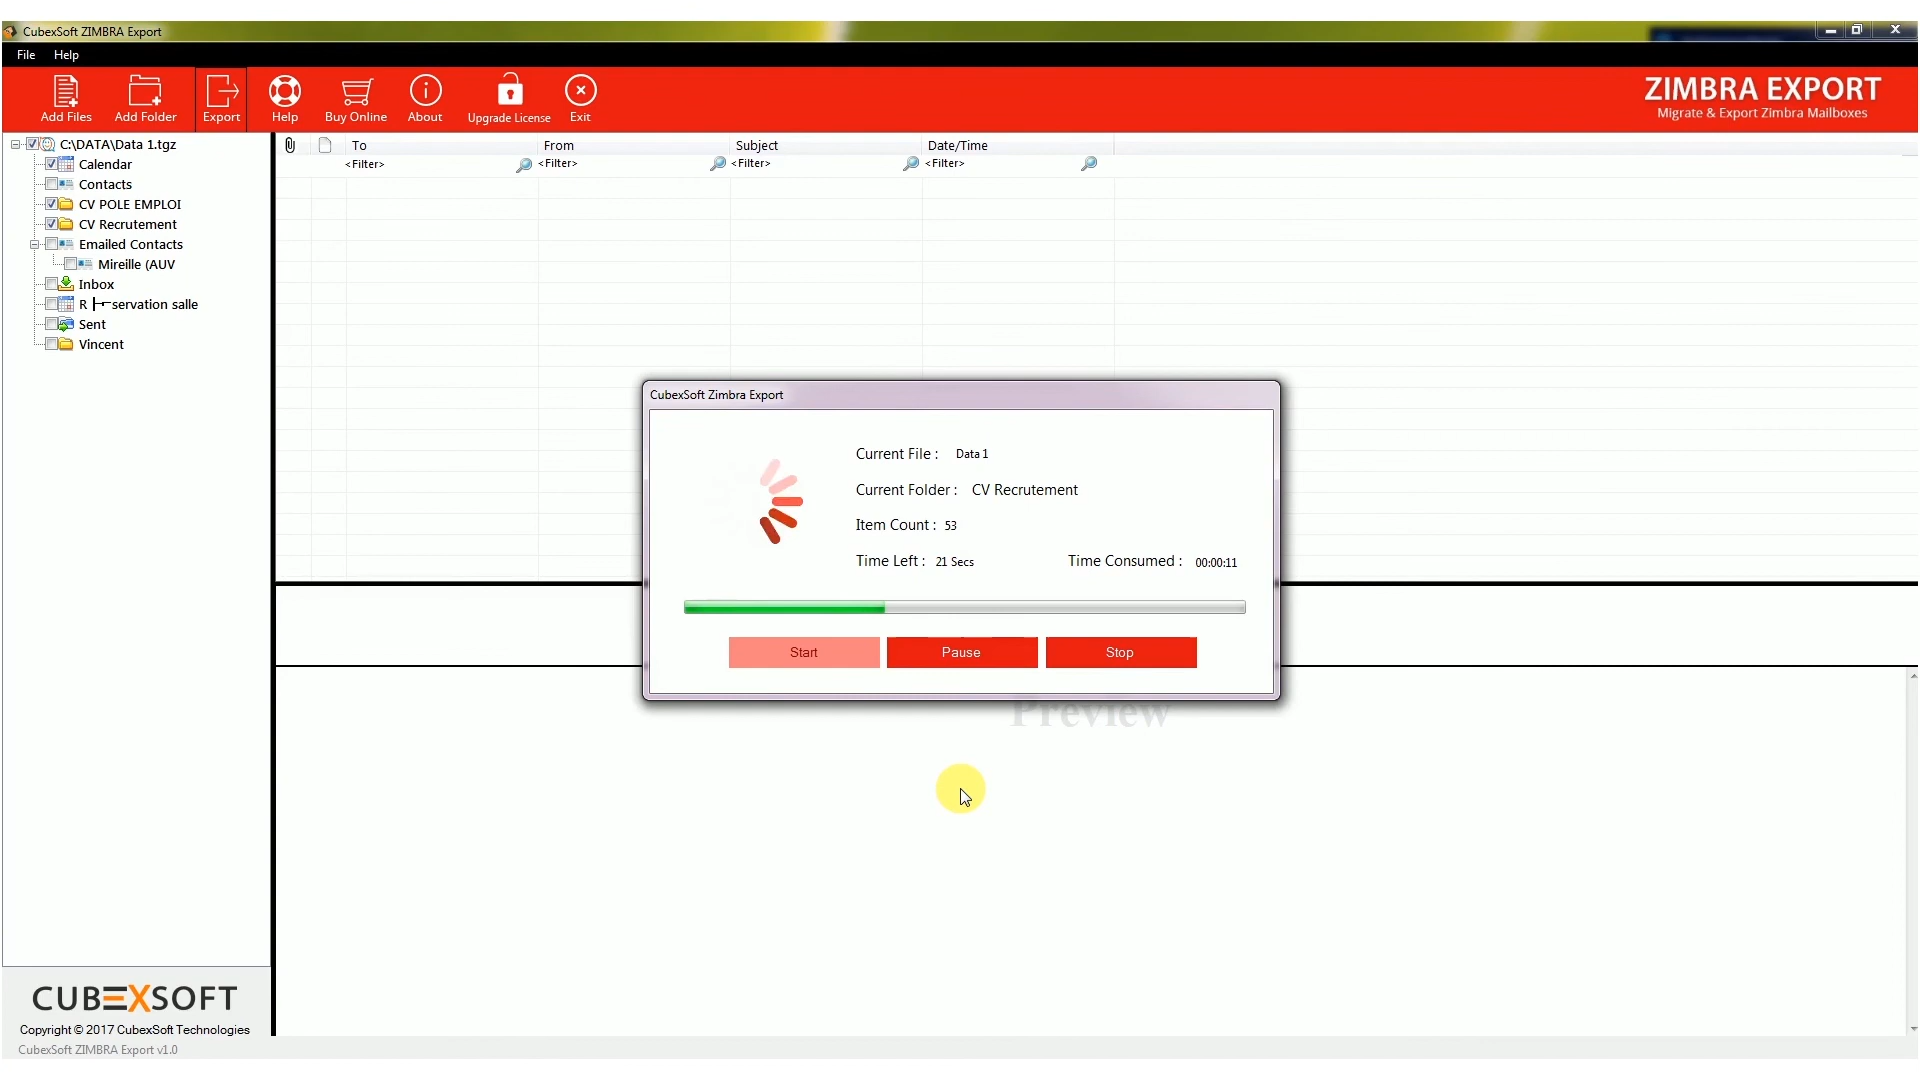 CubexSoft ZIMBRA Export
File Help
Add Files Add Folder Export Help Buy Online About Upgrade License Exit
ZIMBRA EXPORT
Migrate & Export Zimbra Mailboxes
C:\DATA\Data 1.tgz
Calendar
Contacts
CV POLE EMPLOI
CV Recrutement
Emailed Contacts
Mireille (AUV
Inbox
R ├servation salle
Sent
Vincent
To From Subject Date/Time
<Filter> <Filter> <Filter> <Filter>
CubexSoft Zimbra Export
Current File : Data 1
Current Folder : CV Recrutement
Item Count : 53
Time Left : 21 Secs Time Consumed : 00:00:11
Start Pause Stop
Preview
CUBEXSOFT
Copyright © 2017 CubexSoft Technologies
CubexSoft ZIMBRA Export v1.0